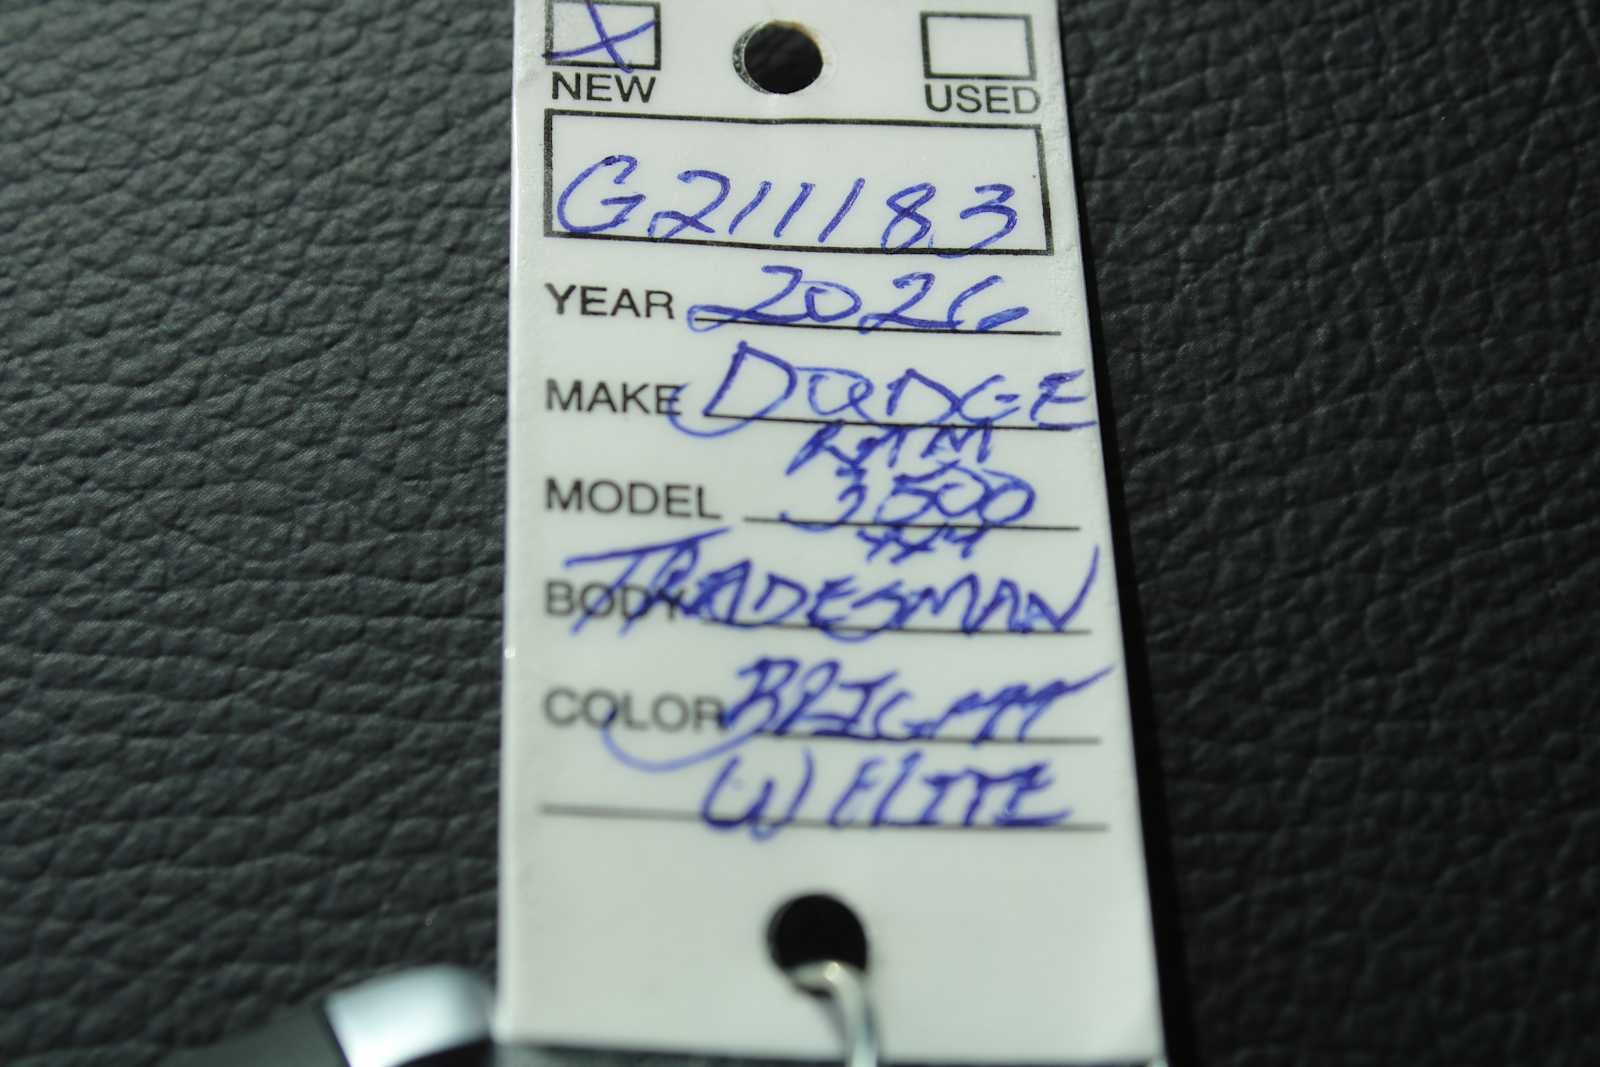 X
NEW USED
G211183
YEAR 2026
MAKE DODGE
RAM
MODEL 3500
4X4
BODY TRADESMAN
COLOR BRIGHT
WHITE